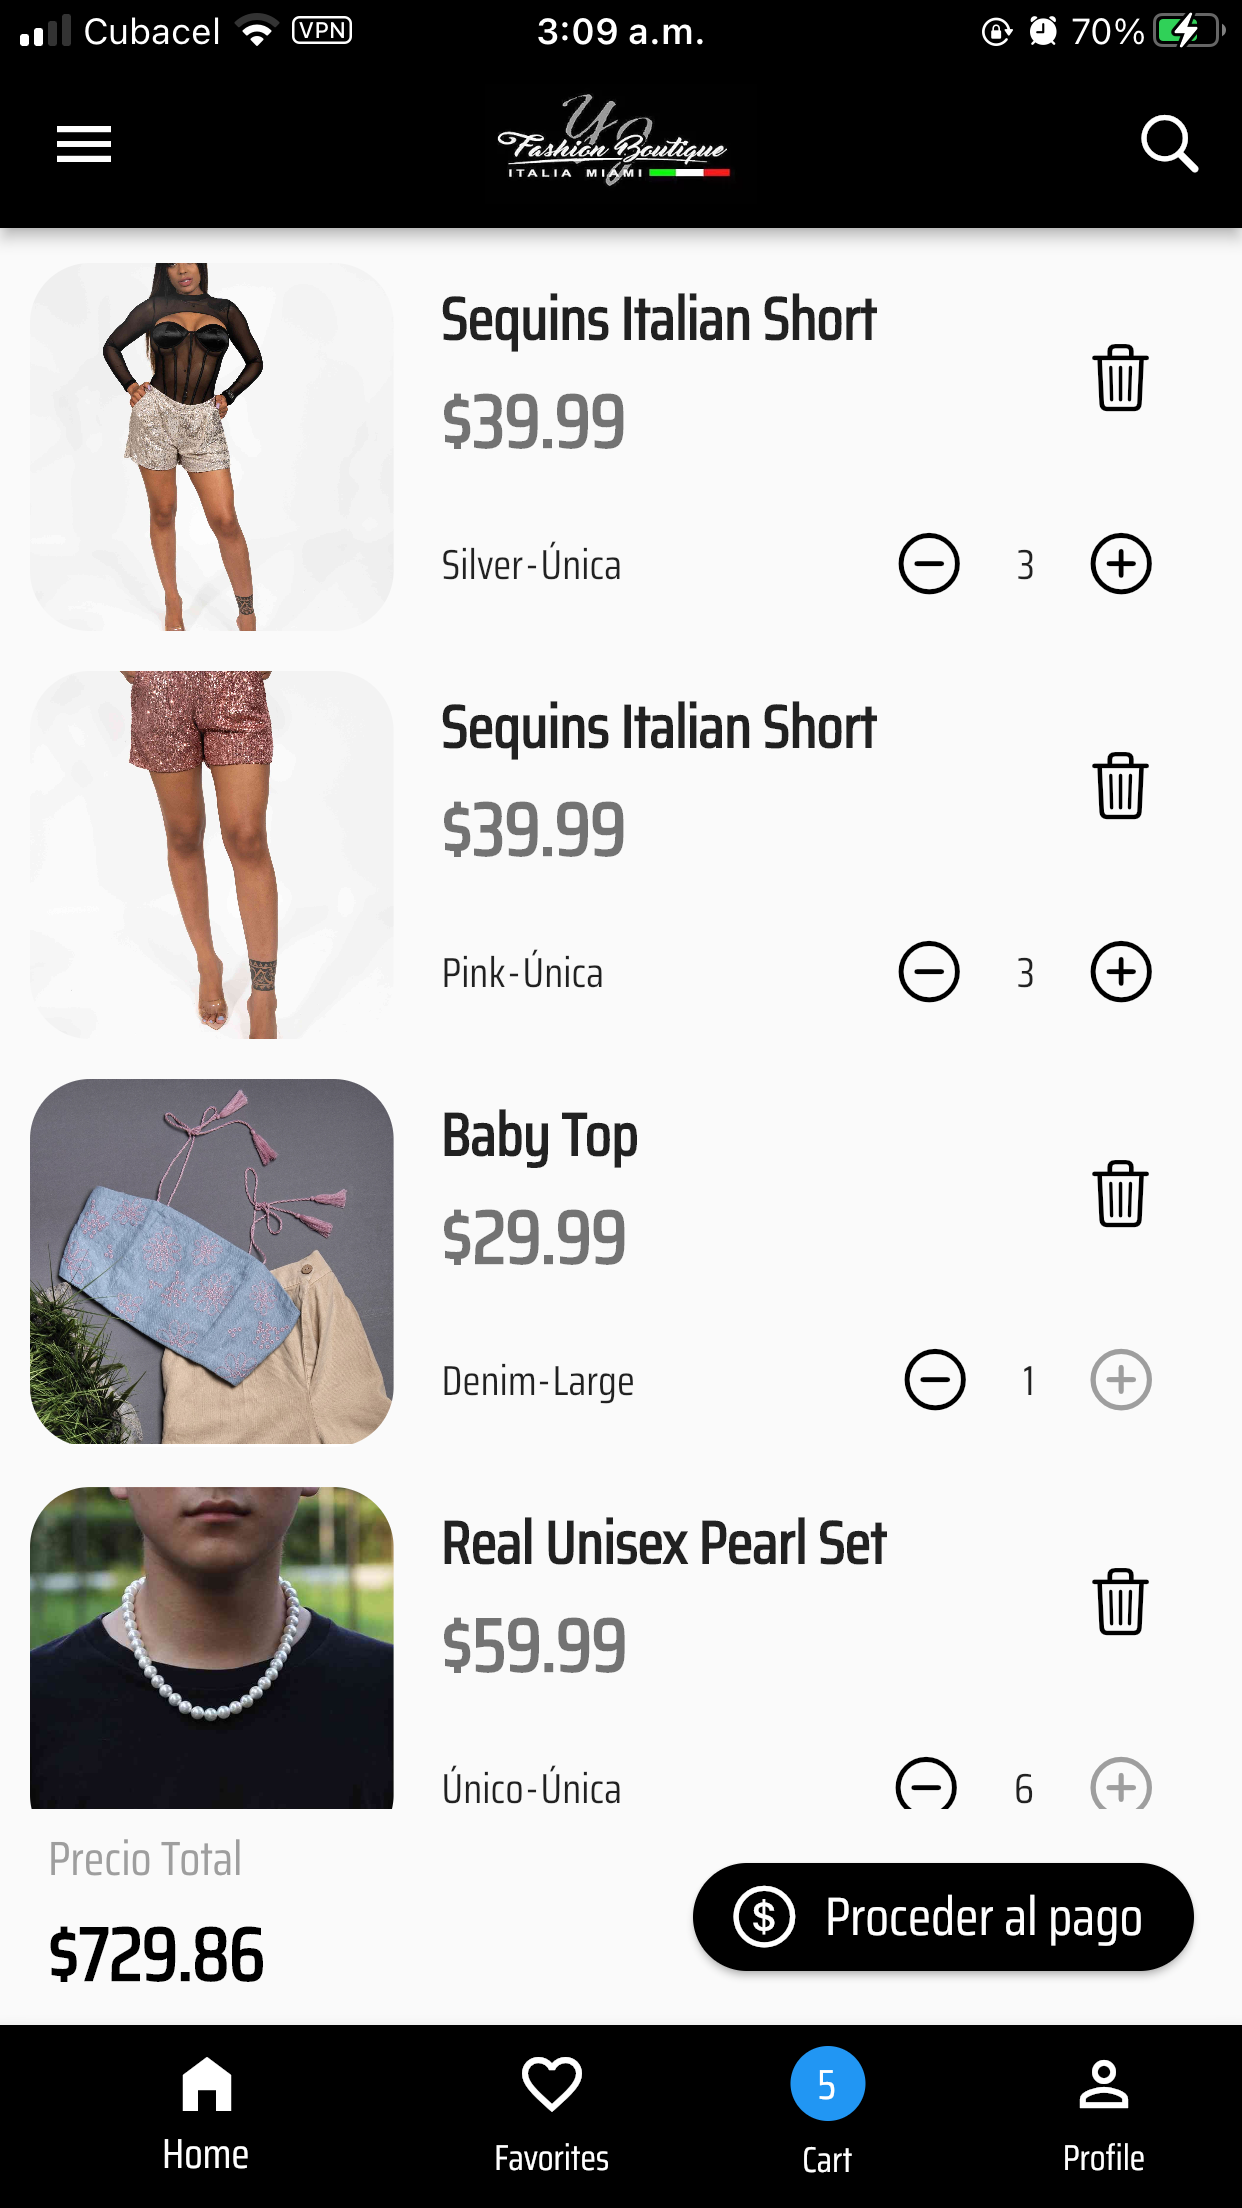 Cubacel VPN 3:09 a.m. 70%
YJ
Fashion Boutique
ITALIA MIAMI
Sequins Italian Short
$39.99
Silver-Única 3
Sequins Italian Short
$39.99
Pink-Única 3
Baby Top
$29.99
Denim-Large 1
Real Unisex Pearl Set
$59.99
Único-Única 6
Precio Total
$729.86
Proceder al pago
5
Home Favorites Cart Profile